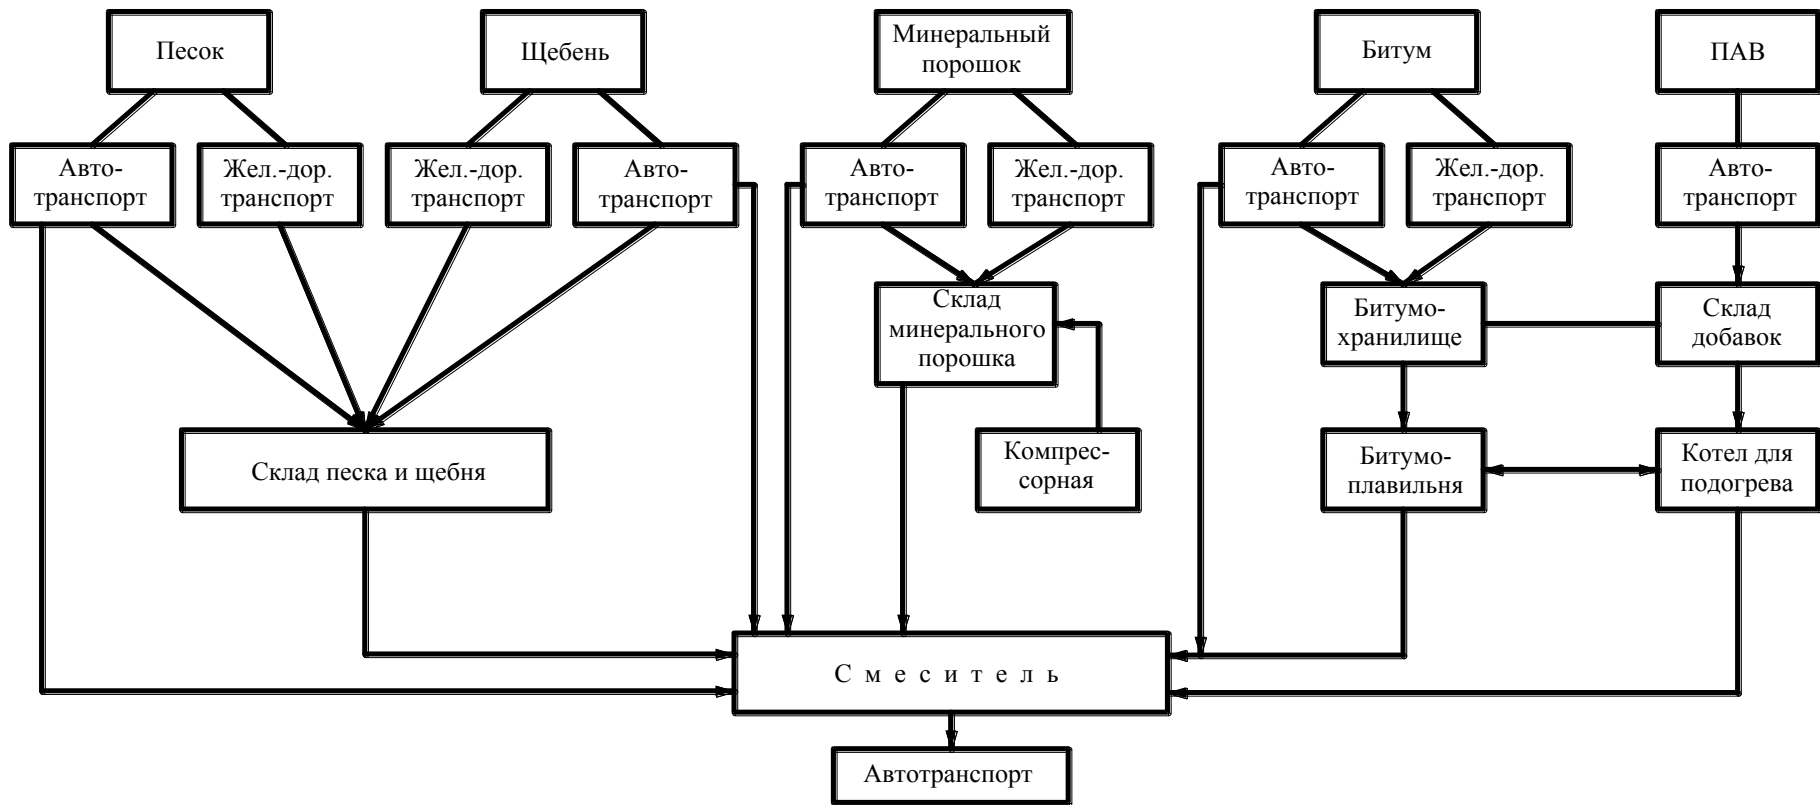 Песок
Щебень
Минеральный
порошок
Битум
ПАВ
Авто-
транспорт
Жел.-дор.
транспорт
Жел.-дор.
транспорт
Авто-
транспорт
Авто-
транспорт
Жел.-дор.
транспорт
Авто-
транспорт
Жел.-дор.
транспорт
Авто-
транспорт
Склад
минерального
порошка
Битумо-
хранилище
Склад
добавок
Склад песка и щебня
Компрес-
сорная
Битумо-
плавильня
Котел для
подогрева
С м е с и т е л ь
Автотранспорт